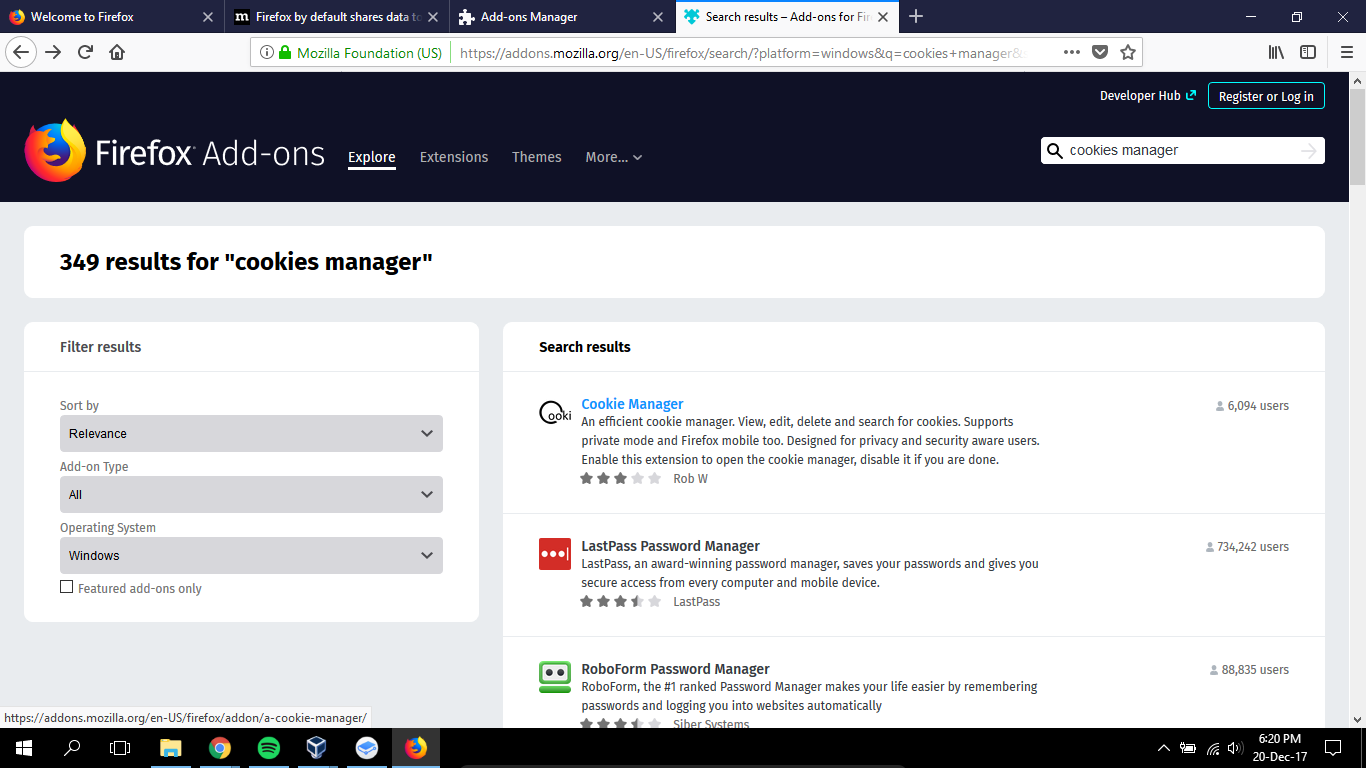 Welcome to Firefox
Firefox by default shares data to
Add-ons Manager
Search results – Add-ons for Fir
Mozilla Foundation (US)
https://addons.mozilla.org/en-US/firefox/search/?platform=windows&q=cookies+manager&
Developer Hub
Register or Log in
Firefox Add-ons
Explore
Extensions
Themes
More...
cookies manager
349 results for "cookies manager"
Filter results
Sort by
Relevance
Add-on Type
All
Operating System
Windows
Featured add-ons only
Search results
ooki
Cookie Manager
6,094 users
An efficient cookie manager. View, edit, delete and search for cookies. Supports
private mode and Firefox mobile too. Designed for privacy and security aware users.
Enable this extension to open the cookie manager, disable it if you are done.
Rob W
LastPass Password Manager
734,242 users
LastPass, an award-winning password manager, saves your passwords and gives you
secure access from every computer and mobile device.
LastPass
RoboForm Password Manager
88,835 users
RoboForm, the #1 ranked Password Manager makes your life easier by remembering
passwords and logging you into websites automatically
Siber Systems
https://addons.mozilla.org/en-US/firefox/addon/a-cookie-manager/
6:20 PM
20-Dec-17